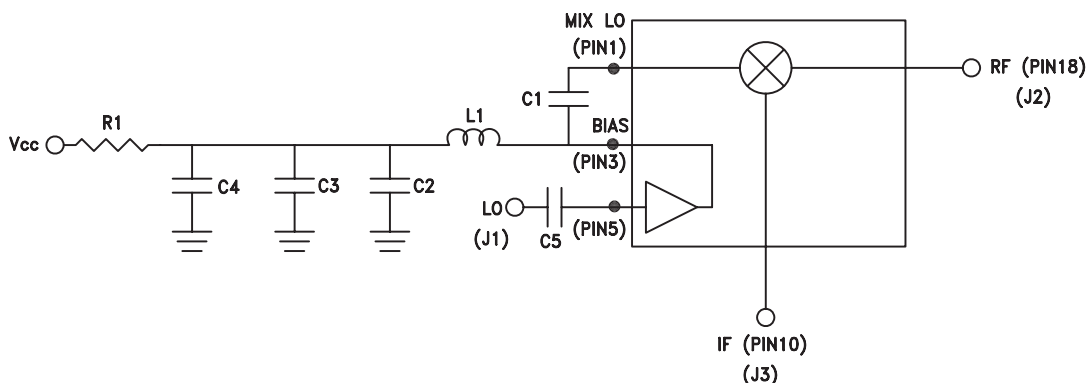 MIX LO
(PIN1)
RF (PIN18)
(J2)
C1
R1
L1
BIAS
Vcc
(PIN3)
C4
C3
C2
LO
(J1)
C5
(PIN5)
IF (PIN10)
(J3)